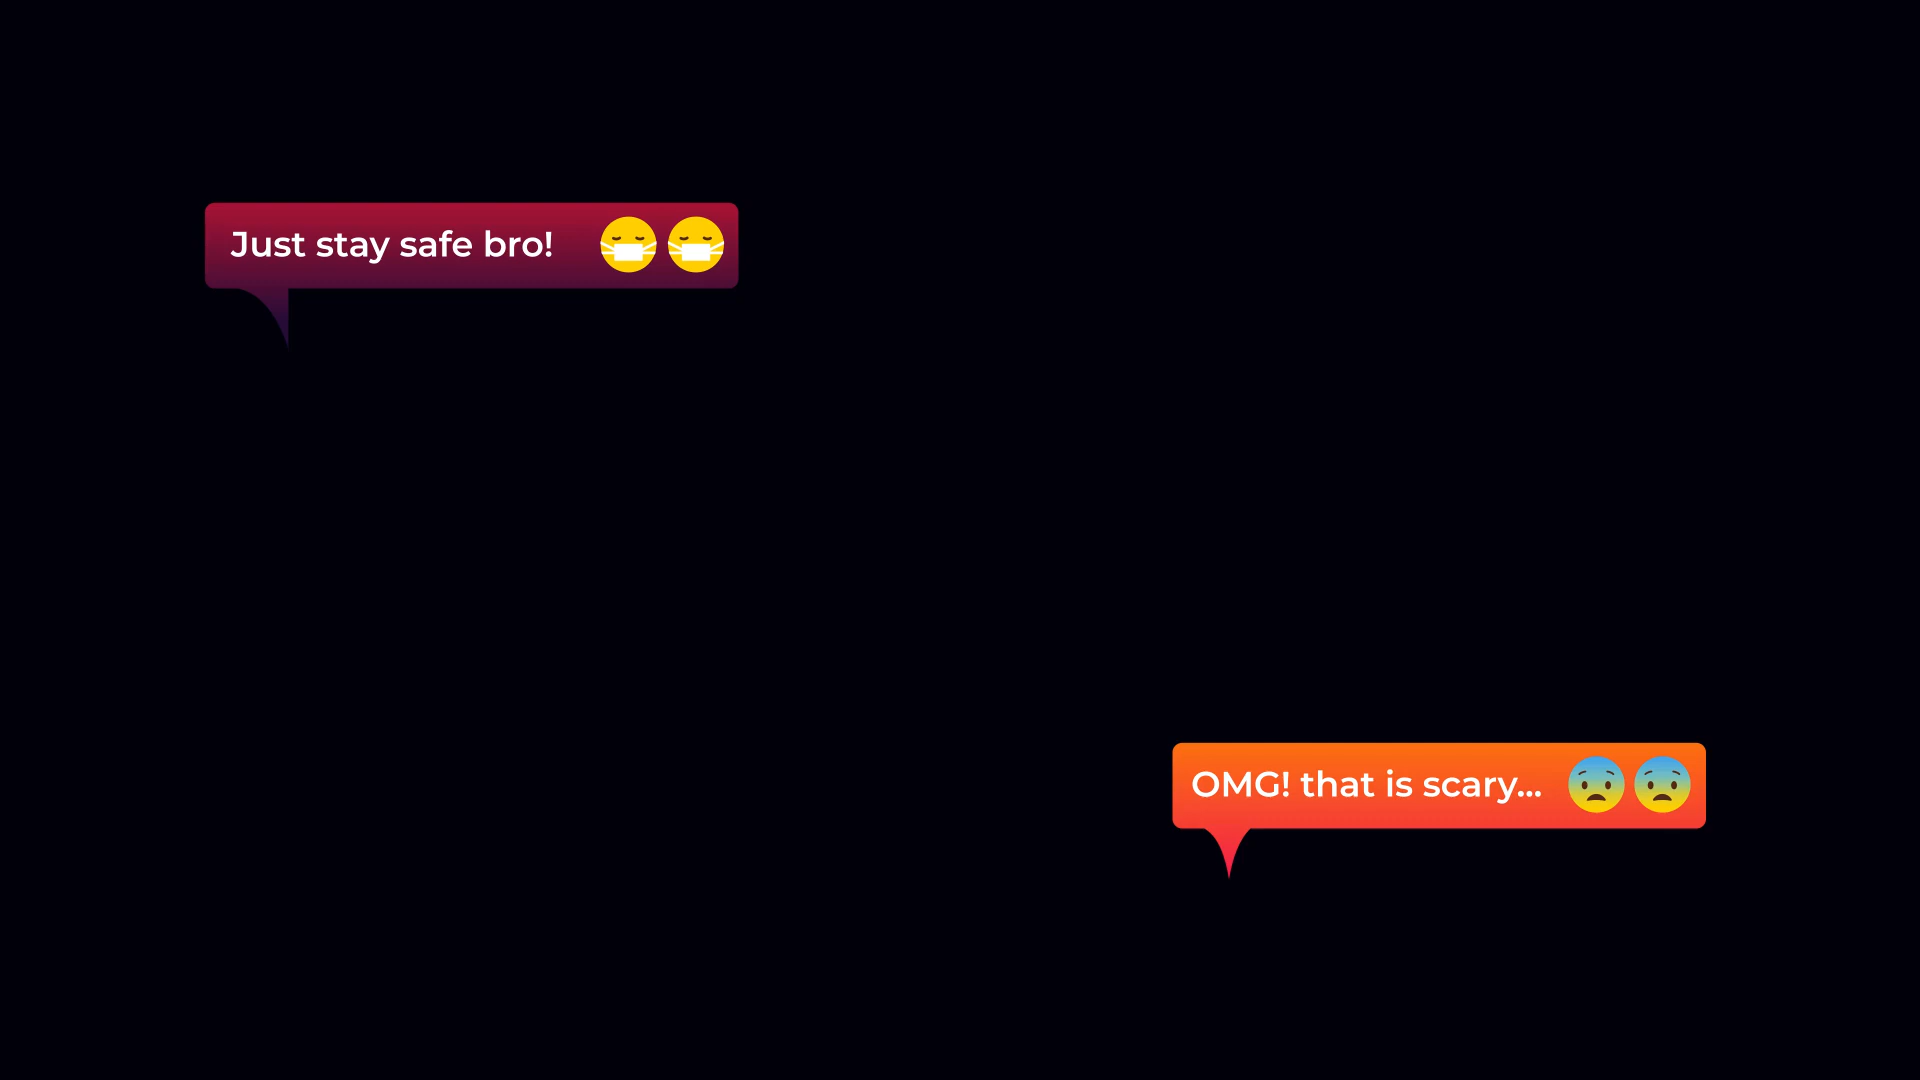 Just stay safe bro! 😷😷
OMG! that is scary... 😨😨